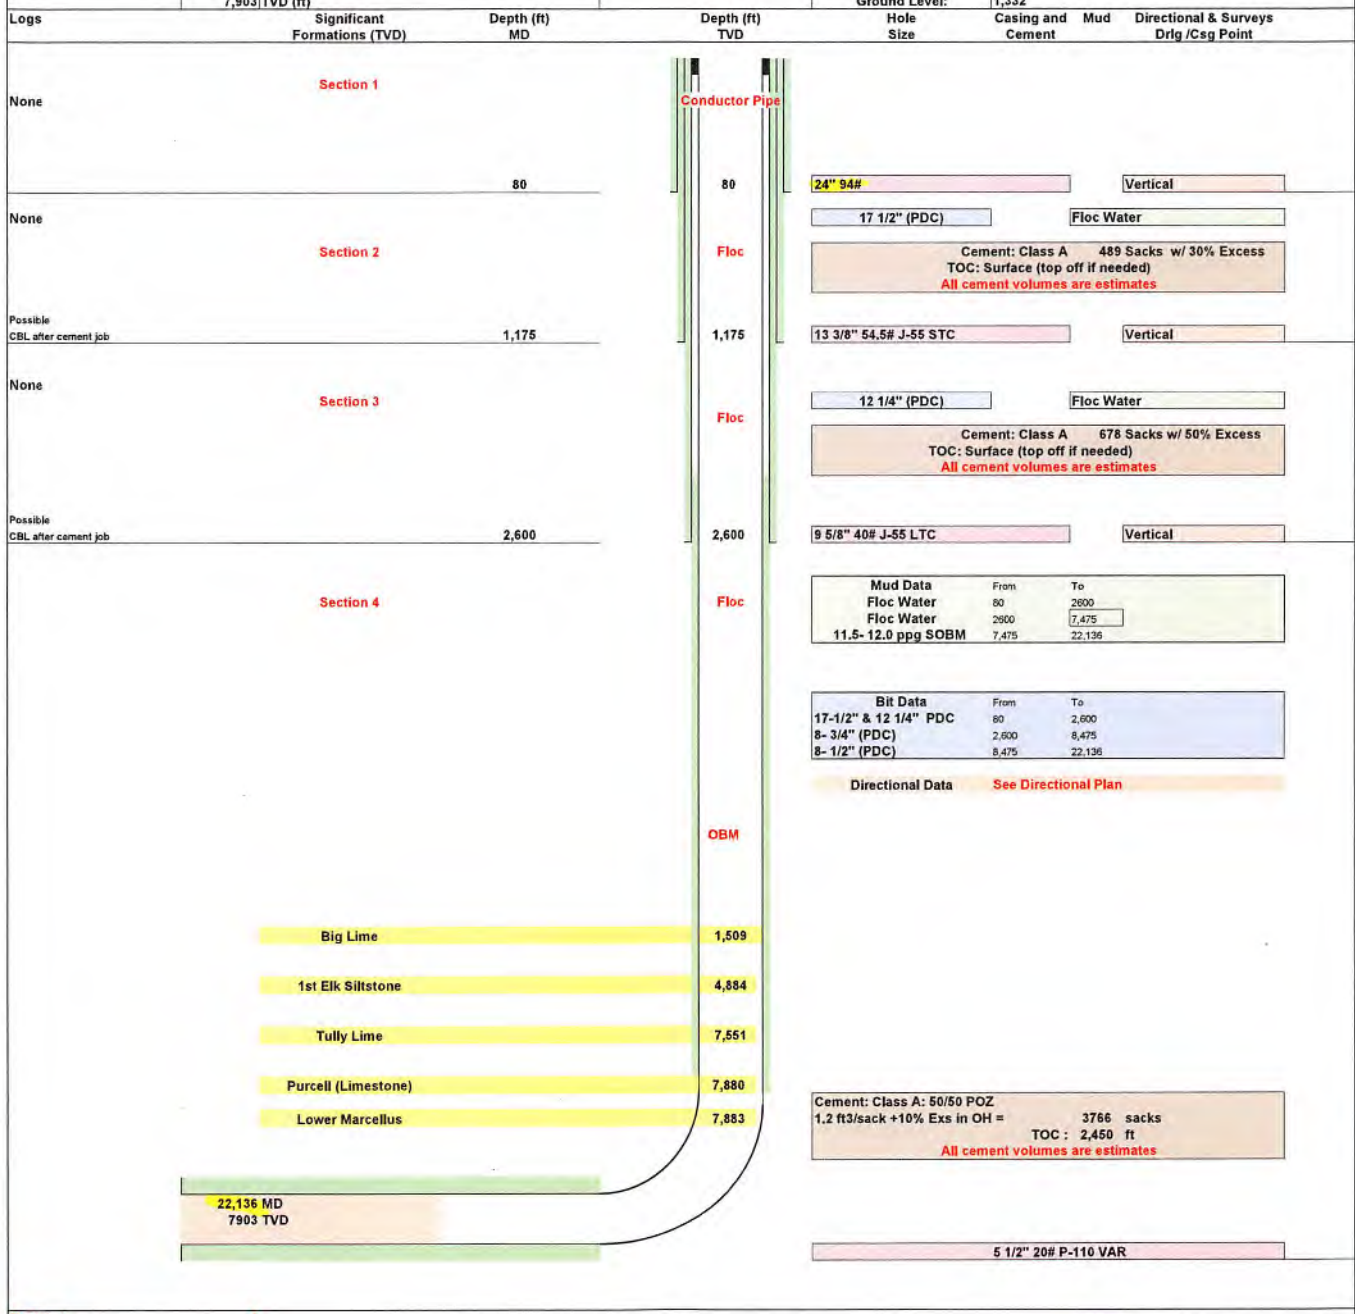 7,903 TVD (ft) Ground Level: 1,332
Logs Significant Formations (TVD) Depth (ft) MD Depth (ft) TVD Hole Size Casing and Cement Mud Directional & Surveys Drlg /Csg Point
Section 1
None
Conductor Pipe
80 80 24" 94# Vertical
None 17 1/2" (PDC) Floc Water
Section 2 Floc
Cement: Class A 489 Sacks w/ 30% Excess
TOC: Surface (top off if needed)
All cement volumes are estimates
Possible
CBL after cement job 1,175 1,175 13 3/8" 54.5# J-55 STC Vertical
None
Section 3 12 1/4" (PDC) Floc Water
Floc
Cement: Class A 678 Sacks w/ 50% Excess
TOC: Surface (top off if needed)
All cement volumes are estimates
Possible
CBL after cement job 2,600 2,600 9 5/8" 40# J-55 LTC Vertical
Section 4 Floc
Mud Data From To
Floc Water 80 2600
Floc Water 2600 7,475
11.5- 12.0 ppg SOBM 7,475 22,136
Bit Data From To
17-1/2" & 12 1/4" PDC 80 2,600
8- 3/4" (PDC) 2,600 8,475
8- 1/2" (PDC) 8,475 22,136
Directional Data See Directional Plan
OBM
Big Lime 1,509
1st Elk Siltstone 4,884
Tully Lime 7,551
Purcell (Limestone) 7,880
Lower Marcellus 7,883
Cement: Class A: 50/50 POZ
1.2 ft3/sack +10% Exs in OH = 3766 sacks
TOC : 2,450 ft
All cement volumes are estimates
22,136 MD
7903 TVD
5 1/2" 20# P-110 VAR